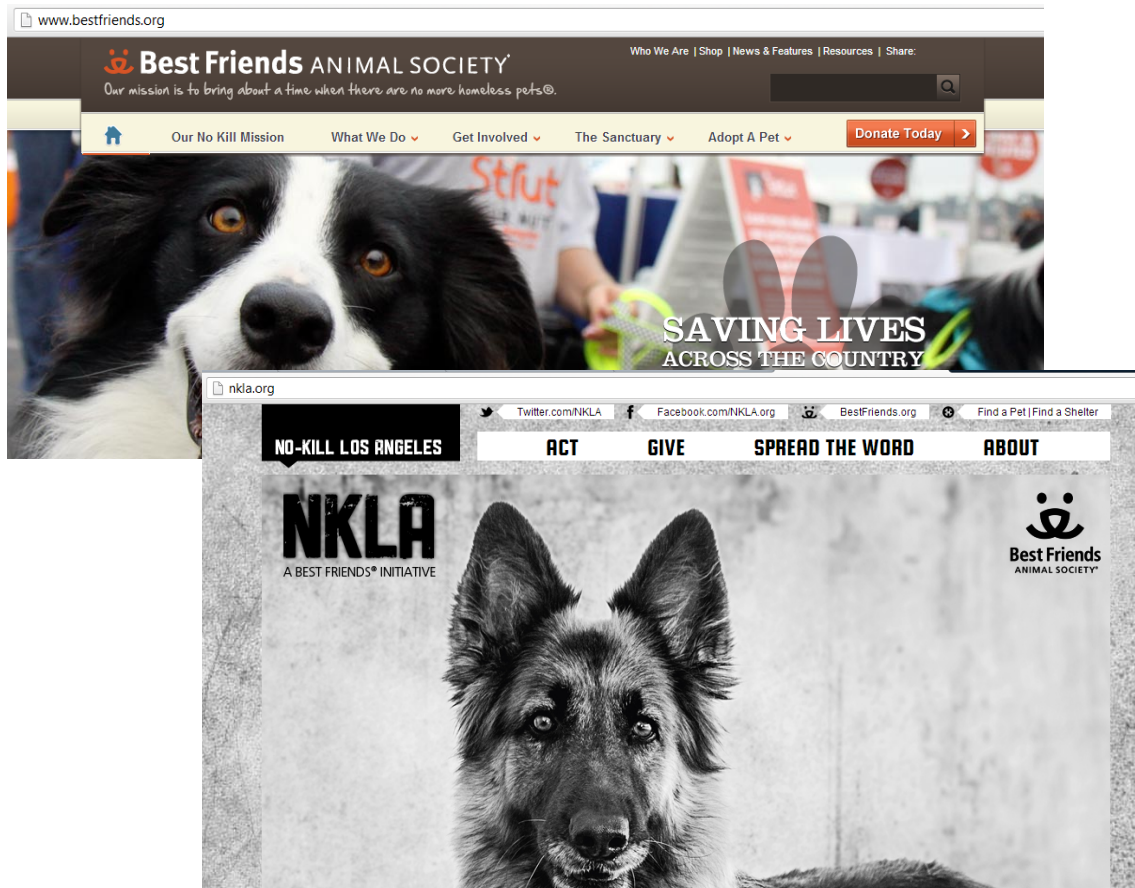 www.bestfriends.org
Who We Are | Shop | News & Features | Resources | Share:
Best Friends ANIMAL SOCIETY
Our mission is to bring about a time when there are no more homeless pets®.
Our No Kill Mission What We Do Get Involved The Sanctuary Adopt A Pet Donate Today
Strut
SAVING LIVES
ACROSS THE COUNTRY
nkla.org
Twitter.com/NKLA Facebook.com/NKLA.org BestFriends.org Find a Pet | Find a Shelter
NO-KILL LOS ANGELES ACT GIVE SPREAD THE WORD ABOUT
NKLA
A BEST FRIENDS® INITIATIVE
Best Friends
ANIMAL SOCIETY